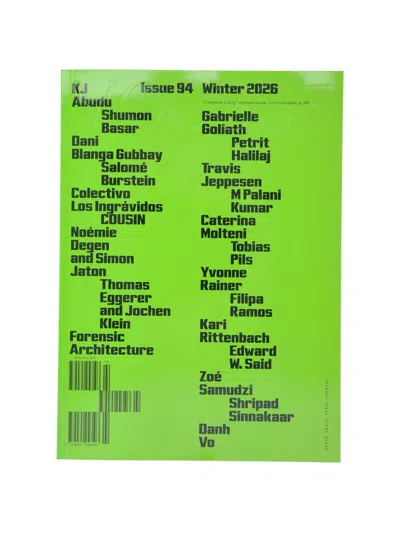 KJ
Abudu
Shumon
Basar
Dani
Blanga Gubbay
Salomé
Burstein
Colectivo
Los Ingrávidos
COUSIN
Noémie
Degen
and Simon
Jaton
Thomas
Eggerer
and Jochen
Klein
Forensic
Architecture
Issue 94 Winter 2026
Gabrielle
Goliath
Petrit
Halilaj
Travis
Jeppesen
M Palani
Kumar
Caterina
Molteni
Tobias
Pils
Yvonne
Rainer
Filipa
Ramos
Kari
Rittenbach
Edward
W. Said
Zoé
Samudzi
Shripad
Sinnakaar
Danh
Vo